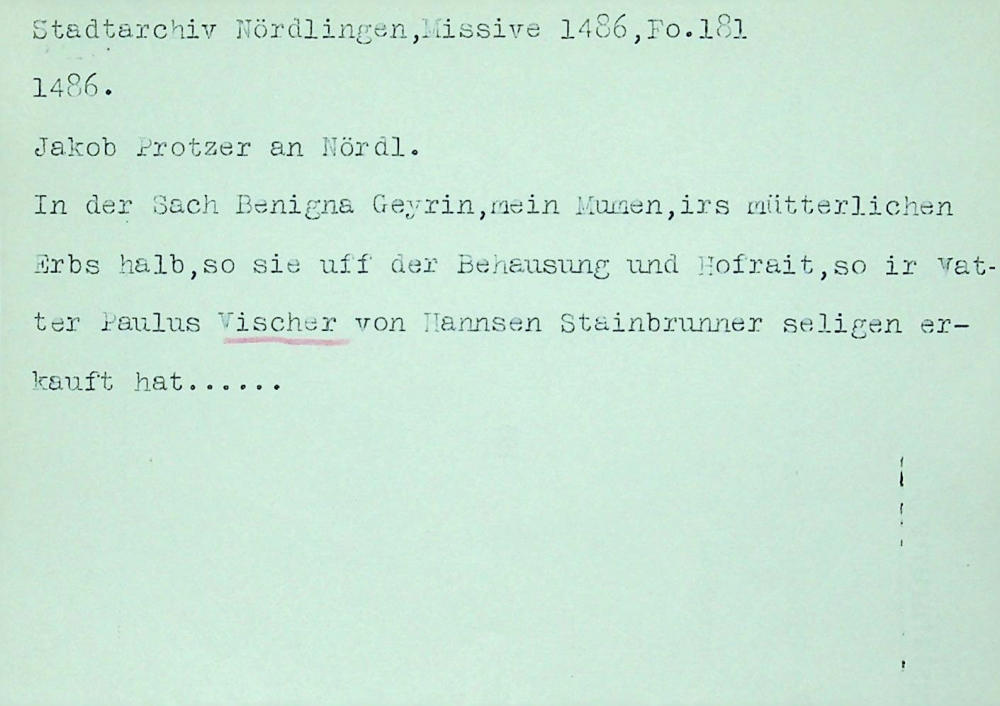 Stadtarchiv Nördlingen,Missive 1486,Fo.181
1486.
Jakob Protzer an Nördl.
In der Sach Benigna Geyrin,mein Mumen,irs mütterlichen
Erbs halb,so sie uff der Behausung und Hofrait,so ir Vat-
ter Paulus Vischer von Hannsen Stainbrunner seligen er-
kauft hat......